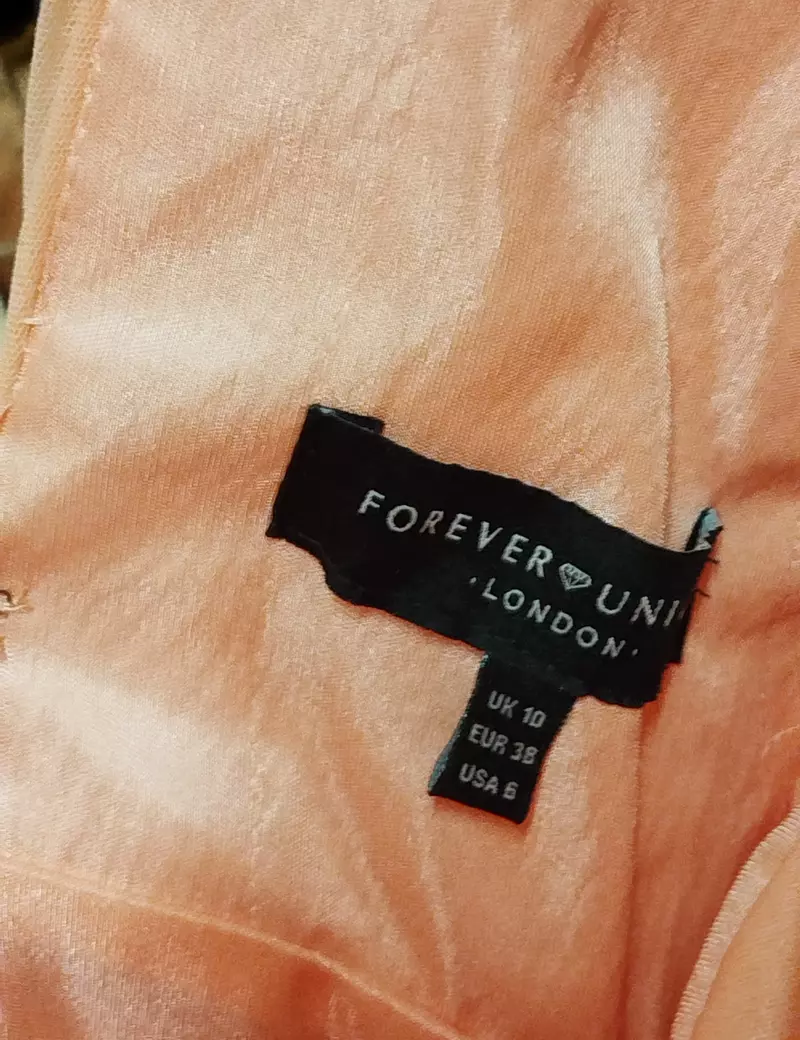 FOREVER UNI
·LONDON·
UK 10
EUR 38
USA 6